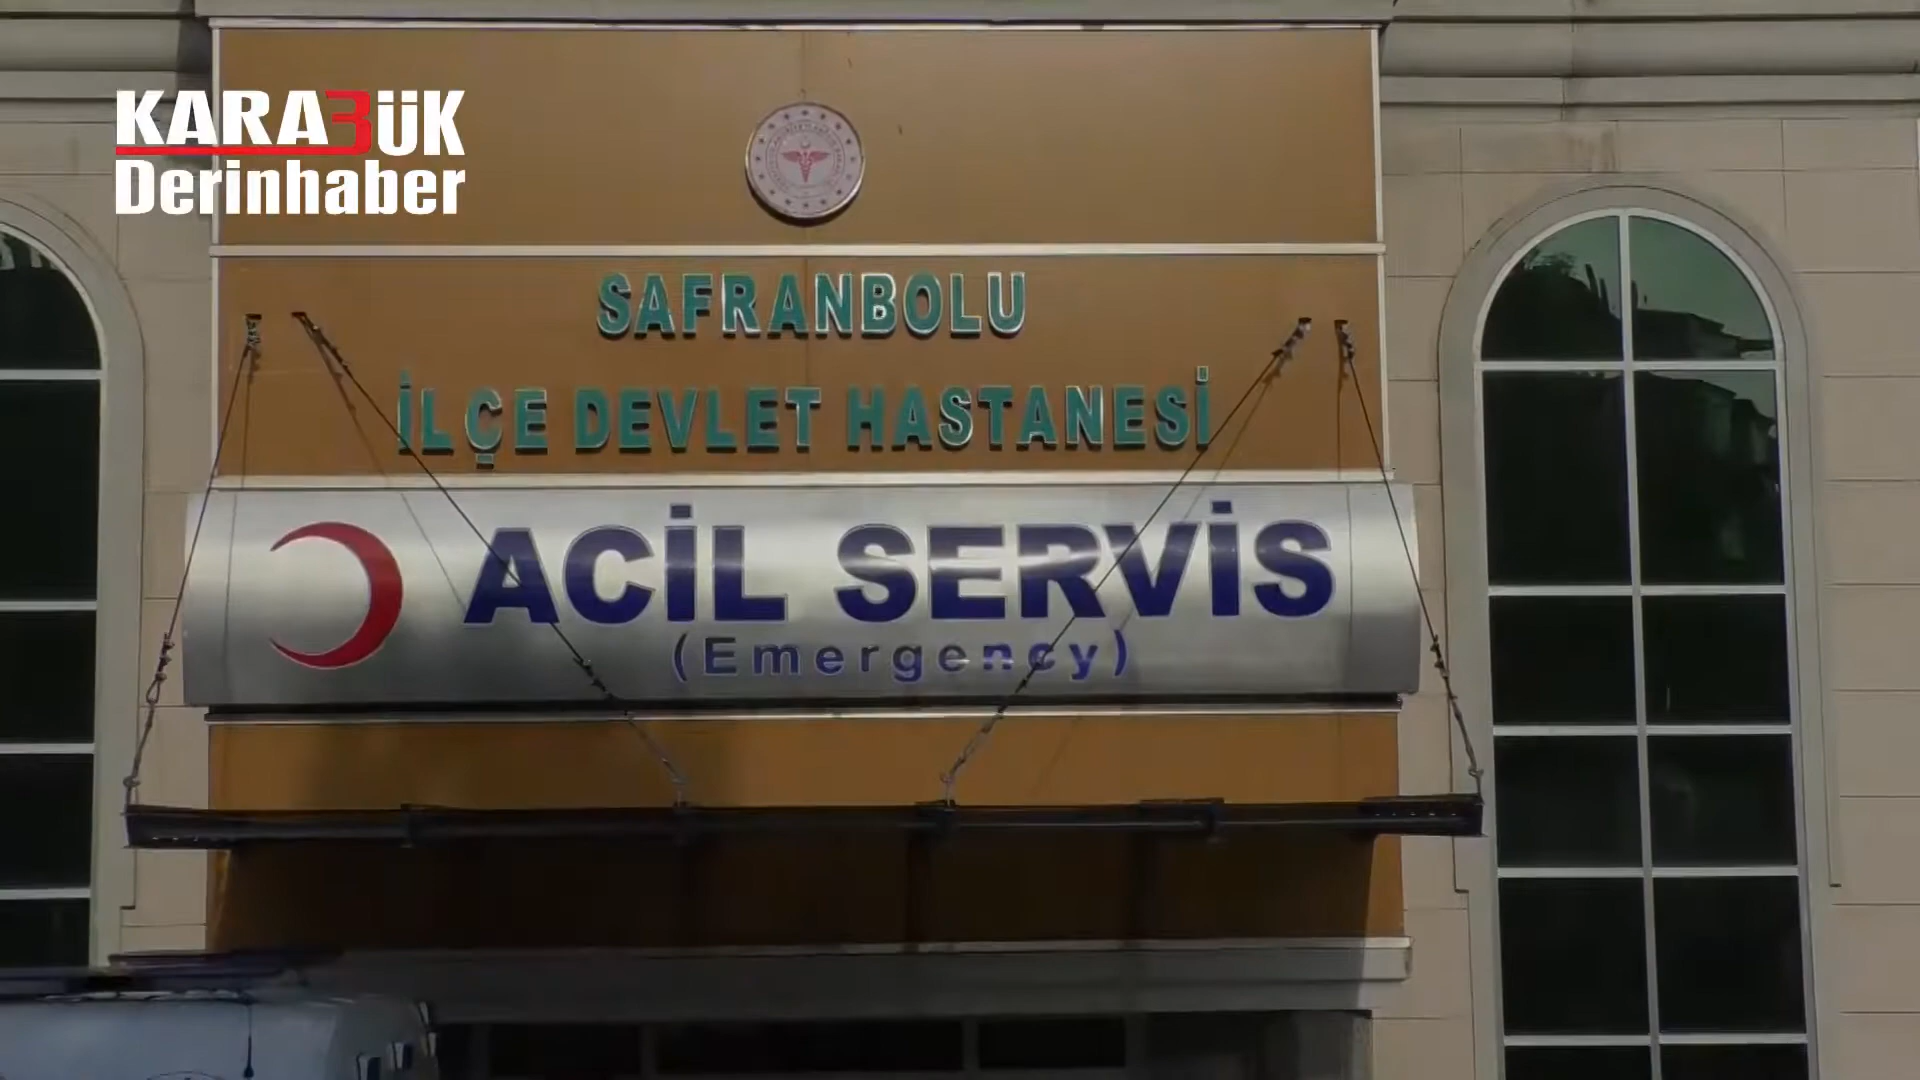 KARABÜK
Derinhaber
SAFRANBOLU
İLÇE DEVLET HASTANESİ
ACİL SERVİS
(Emergency)